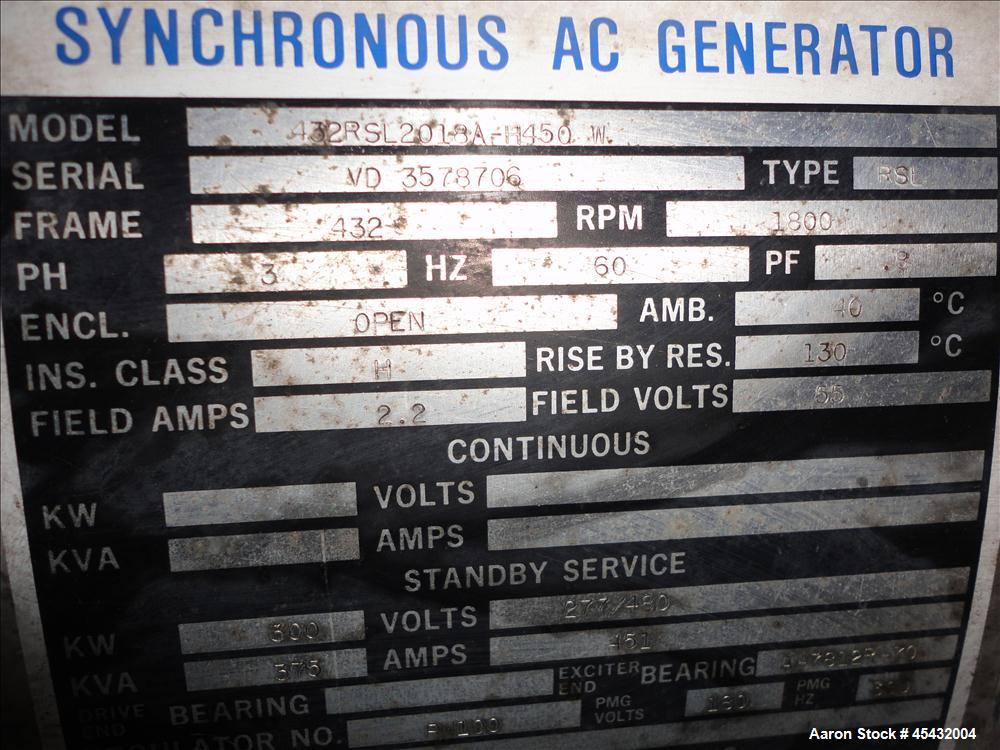 SYNCHRONOUS AC GENERATOR
MODEL 432RSL2018A-H450 W
SERIAL VD 3578706 TYPE RSL
FRAME 432 RPM 1800
PH 3 HZ 60 PF .8
ENCL. OPEN AMB. 40 °C
INS. CLASS H RISE BY RES. 130 °C
FIELD AMPS 2.2 FIELD VOLTS 65
CONTINUOUS
KW VOLTS
KVA AMPS
STANDBY SERVICE
KW 300 VOLTS 277/480
KVA 375 AMPS 451
DRIVE END BEARING EXCITER END BEARING
PMG VOLTS 180 PMG HZ
NO.
Aaron Stock # 45432004